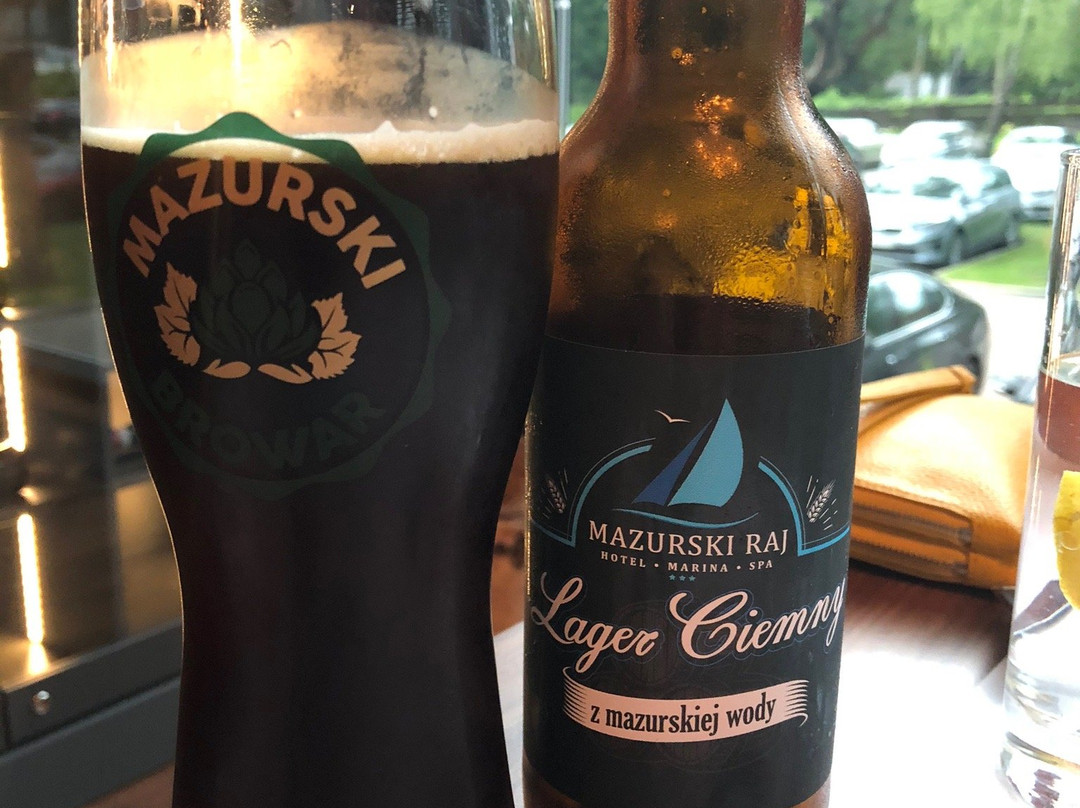 MAZURSKI
BROWAR
MAZURSKI RAJ
HOTEL • MARINA • SPA
Lager Ciemny
z mazurskiej wody